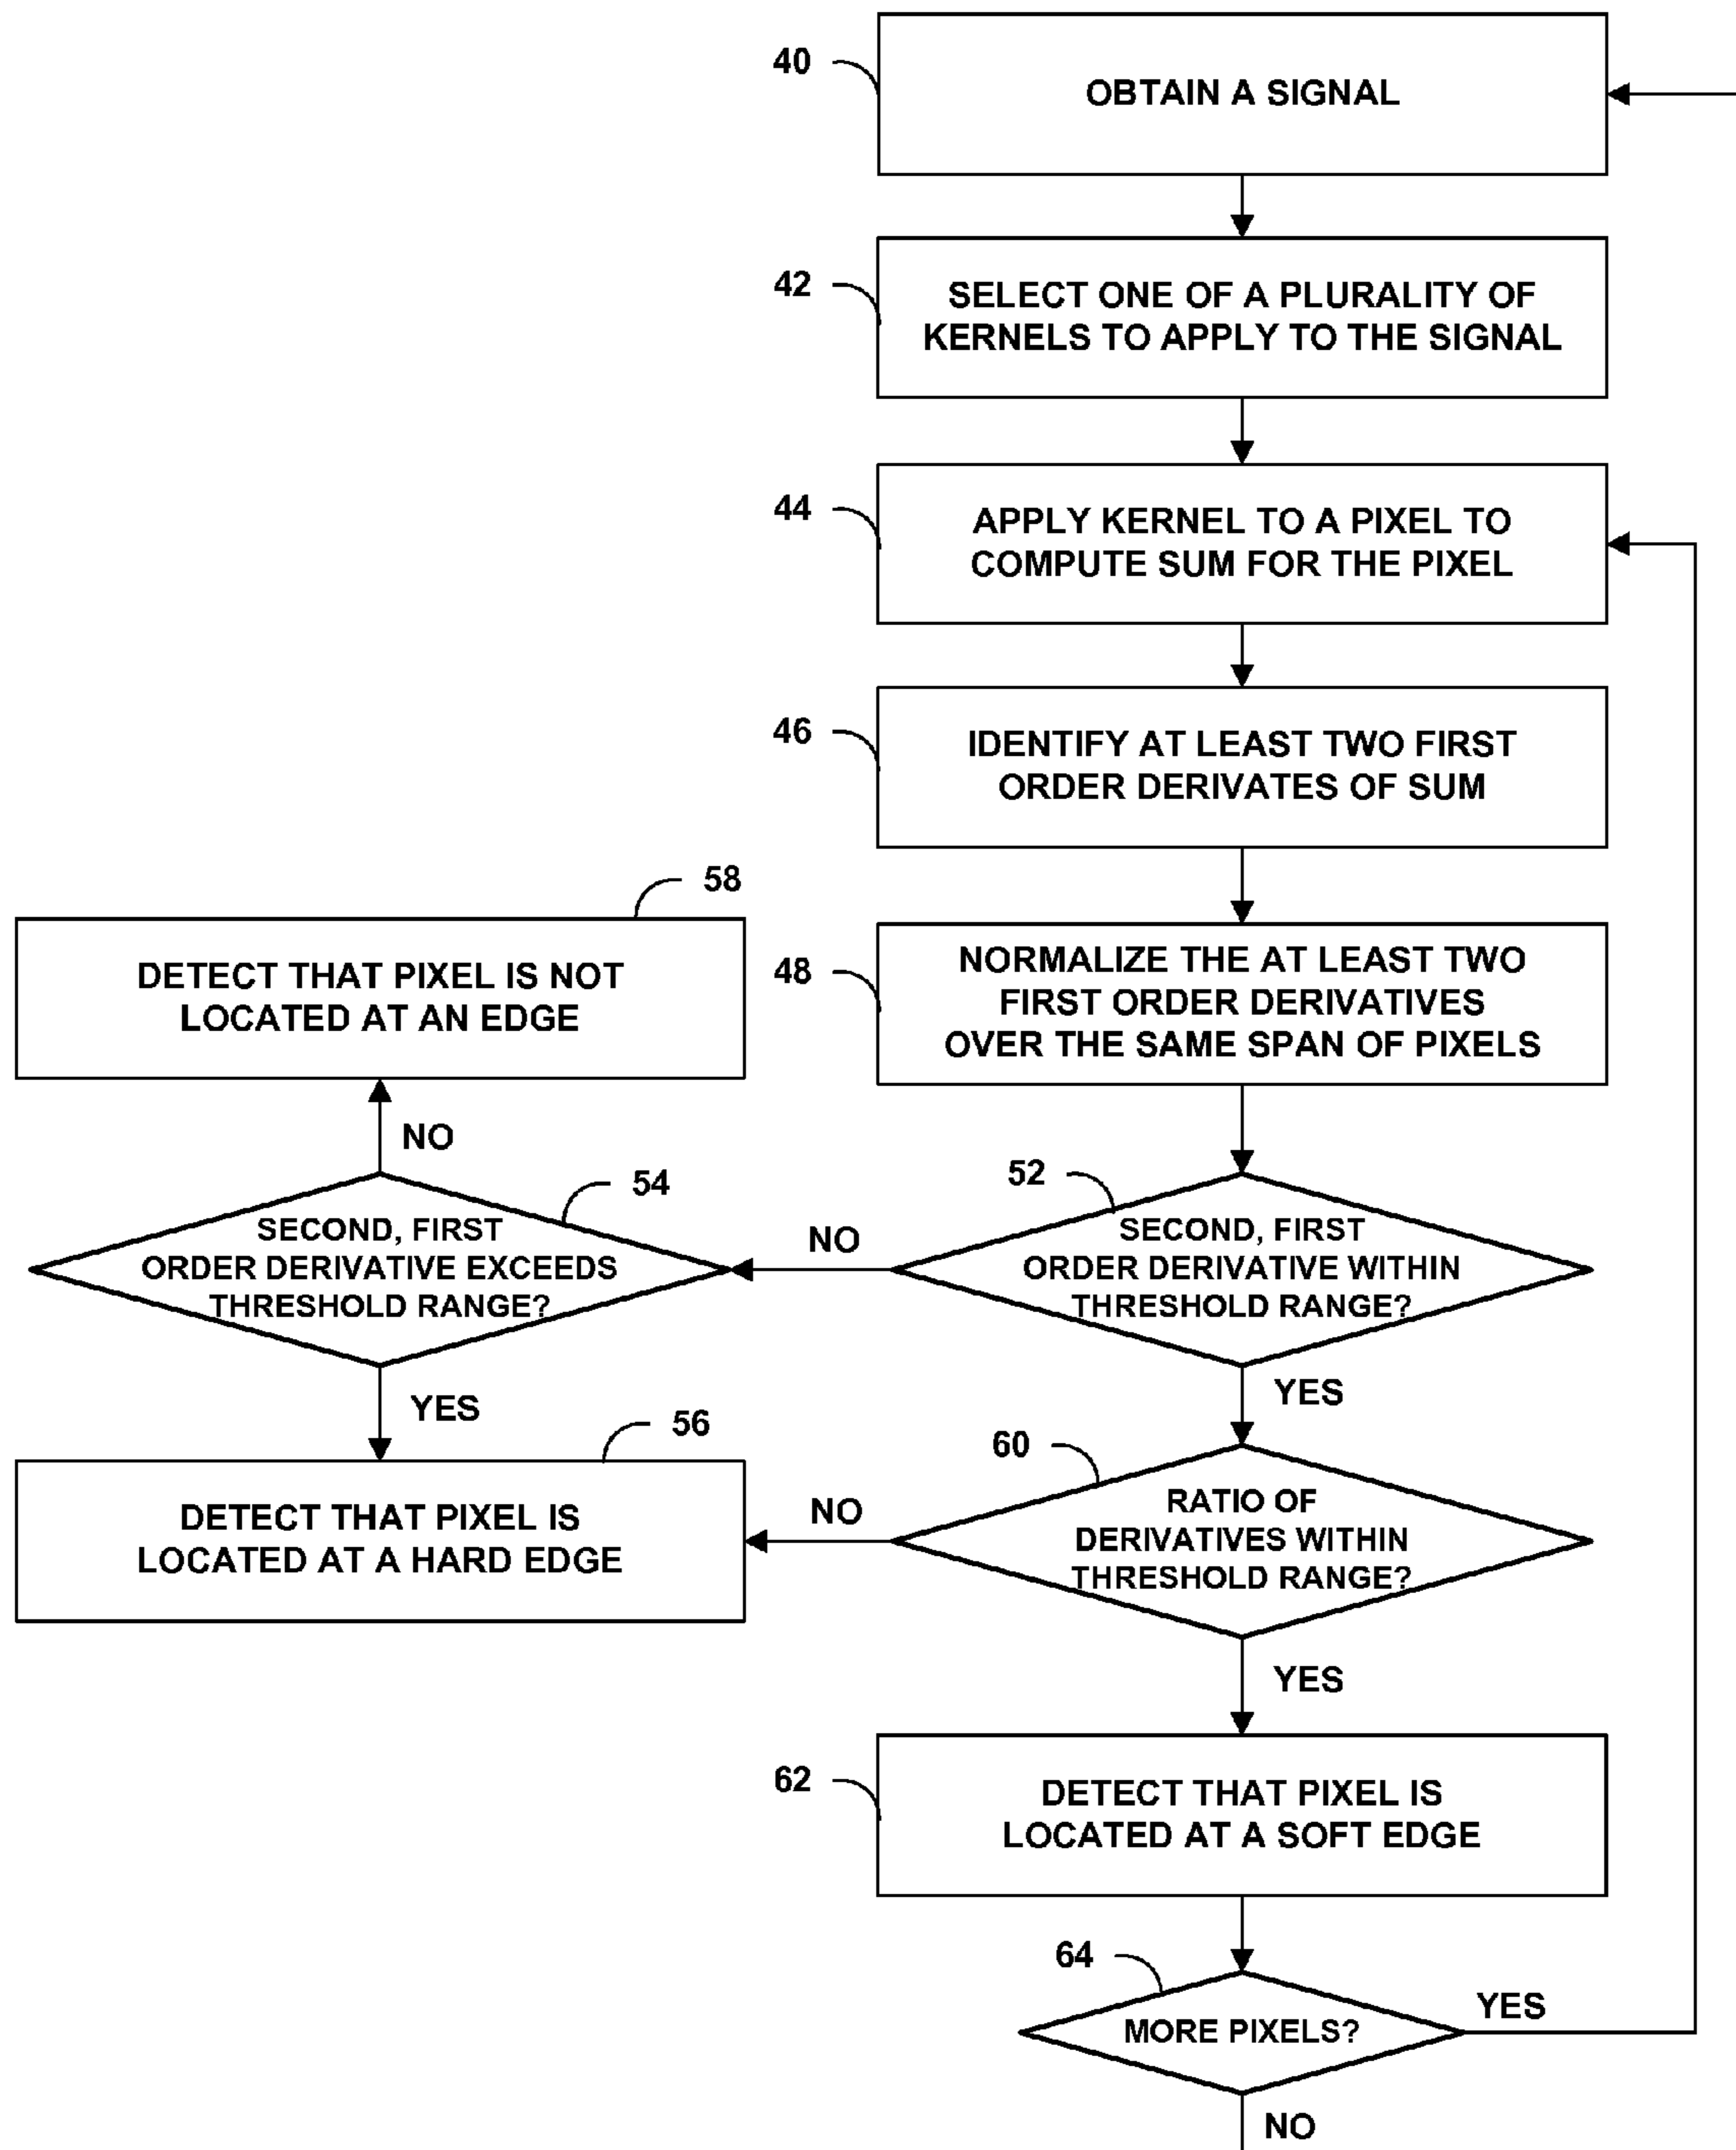 40
OBTAIN A SIGNAL
42
SELECT ONE OF A PLURALITY OF
KERNELS TO APPLY TO THE SIGNAL
44
APPLY KERNEL TO A PIXEL TO
COMPUTE SUM FOR THE PIXEL
46
IDENTIFY AT LEAST TWO FIRST
ORDER DERIVATES OF SUM
48
NORMALIZE THE AT LEAST TWO
FIRST ORDER DERIVATIVES
OVER THE SAME SPAN OF PIXELS
58
DETECT THAT PIXEL IS NOT
LOCATED AT AN EDGE
NO
54
SECOND, FIRST
ORDER DERIVATIVE EXCEEDS
THRESHOLD RANGE?
NO
52
SECOND, FIRST
ORDER DERIVATIVE WITHIN
THRESHOLD RANGE?
YES
YES
56
DETECT THAT PIXEL IS
LOCATED AT A HARD EDGE
NO
60
RATIO OF
DERIVATIVES WITHIN
THRESHOLD RANGE?
YES
62
DETECT THAT PIXEL IS
LOCATED AT A SOFT EDGE
64
MORE PIXELS?
YES
NO